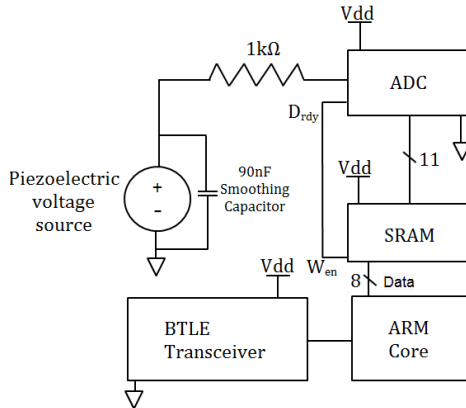 Vdd
1kΩ
ADC
Drdy
Vdd
11
90nF
Smoothing
Capacitor
Piezoelectric
voltage
source
+
-
SRAM
Wen
Vdd
8
Data
BTLE
Transceiver
ARM
Core